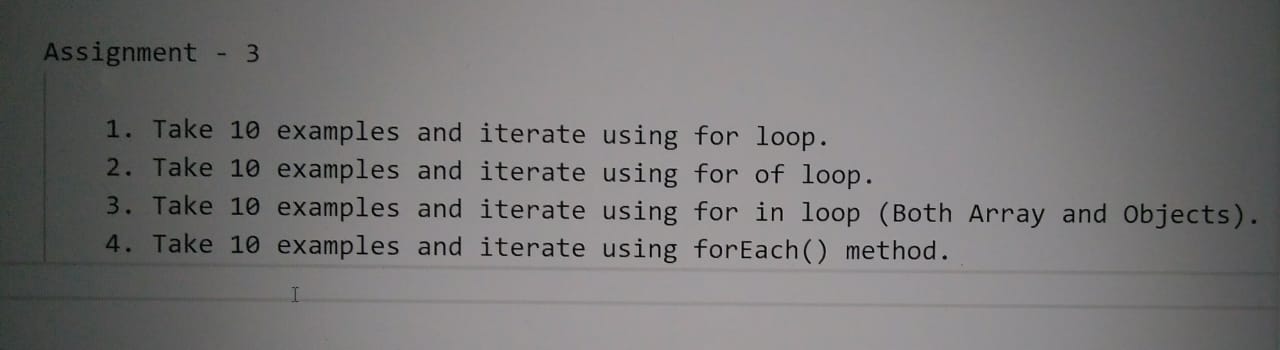 Assignment - 3
1. Take 10 examples and iterate using for loop.
2. Take 10 examples and iterate using for of loop.
3. Take 10 examples and iterate using for in loop (Both Array and Objects).
4. Take 10 examples and iterate using forEach() method.